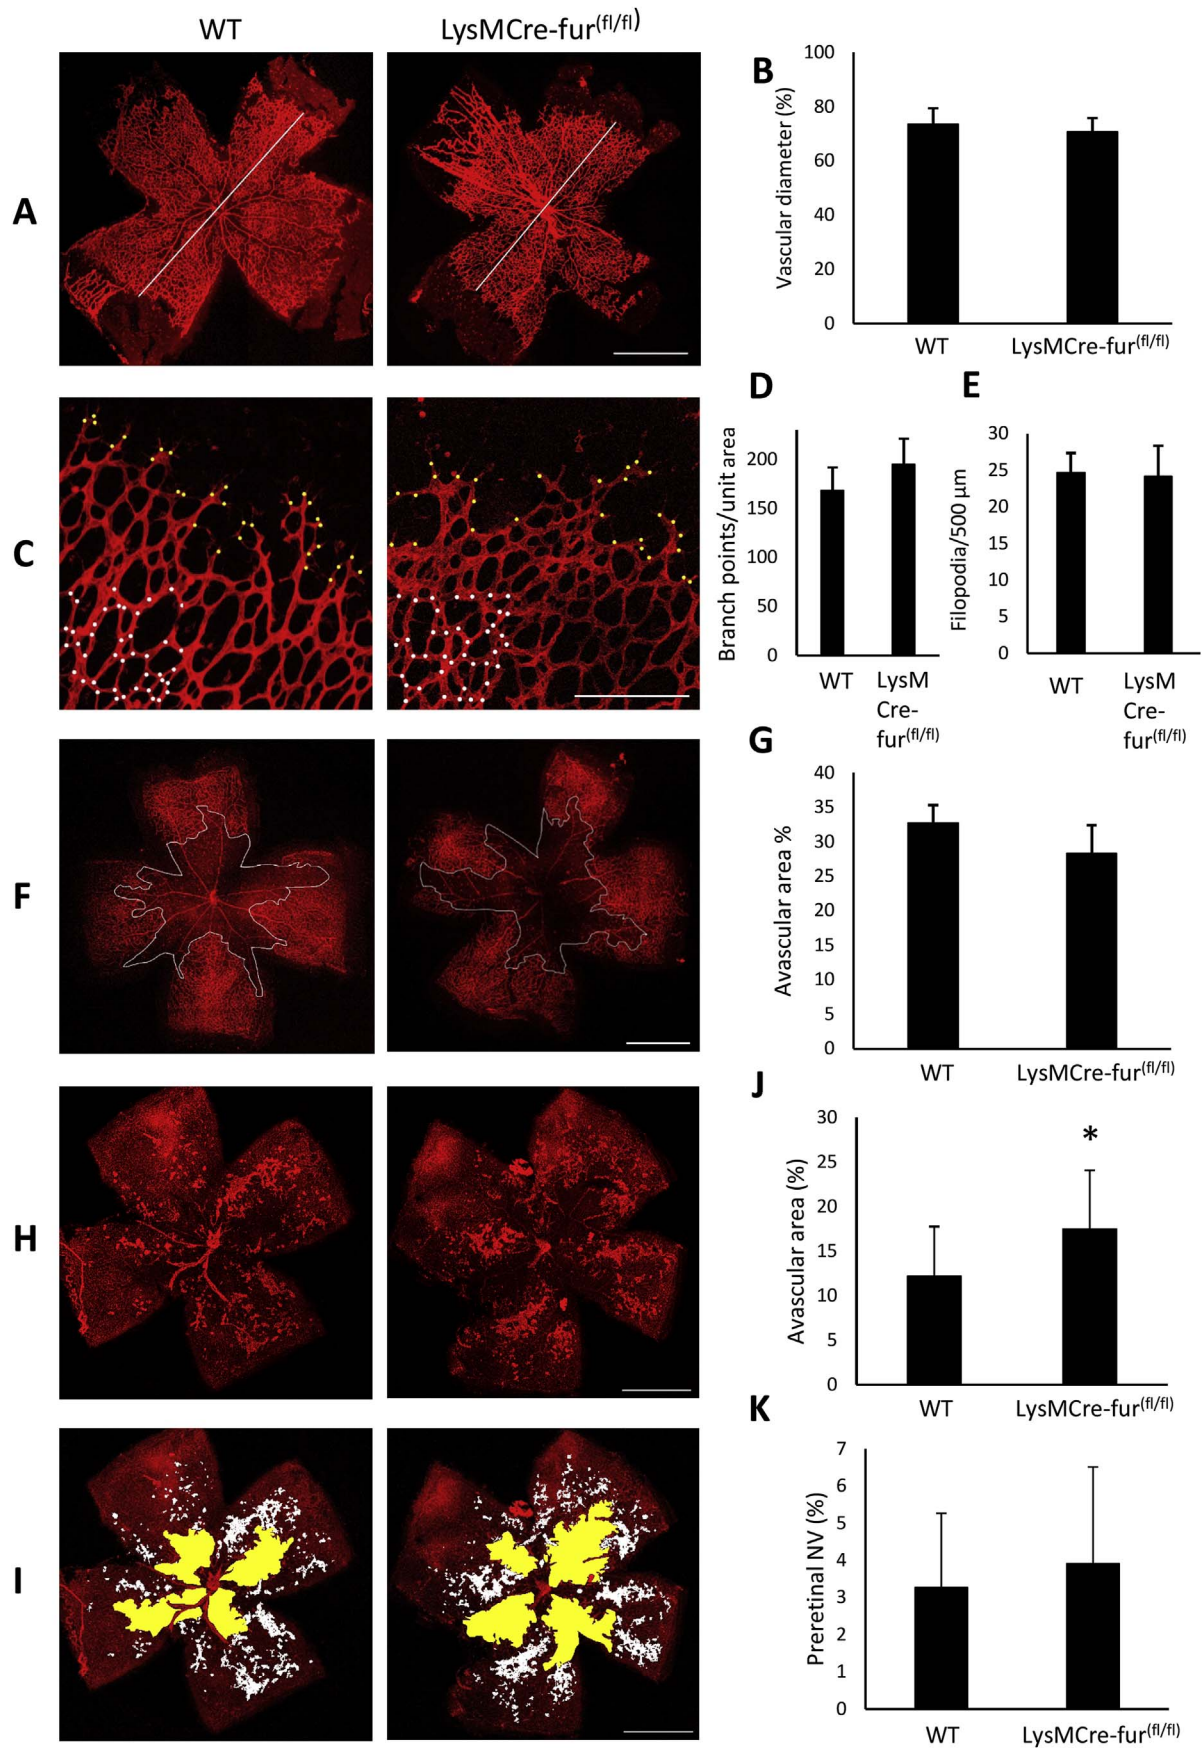 WT
LysMCre-fur(fl/fl)
A
B
Vascular diameter (%)
100
80
60
40
20
0
WT
LysMCre-fur(fl/fl)
C
D
Branch points/unit area
200
150
100
50
0
WT
LysM
Cre-
fur(fl/fl)
E
Filopodia/500 µm
30
25
20
15
10
5
0
WT
LysM
Cre-
fur(fl/fl)
F
G
Avascular area %
40
35
30
25
20
15
10
5
0
WT
LysMCre-fur(fl/fl)
H
J
Avascular area (%)
30
25
20
15
10
5
0
*
WT
LysMCre-fur(fl/fl)
I
K
Preretinal NV (%)
7
6
5
4
3
2
1
0
WT
LysMCre-fur(fl/fl)